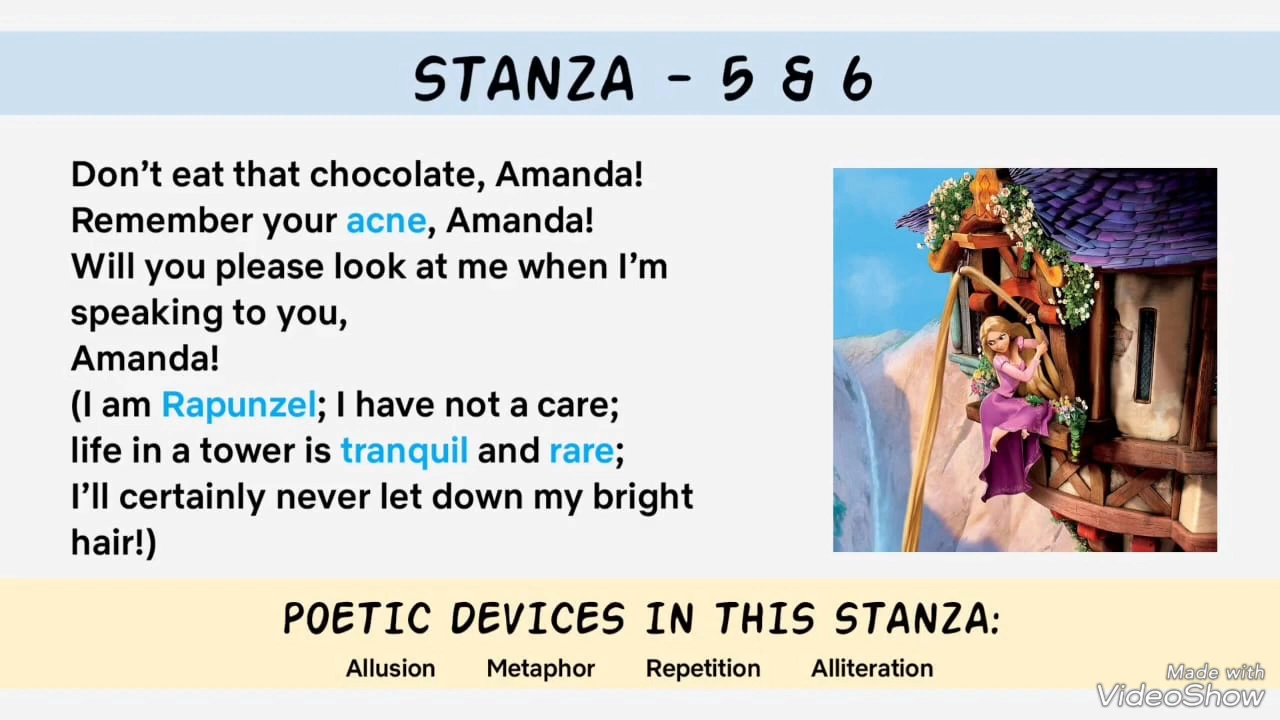 STANZA - 5 & 6
Don't eat that chocolate, Amanda!
Remember your acne, Amanda!
Will you please look at me when I'm
speaking to you,
Amanda!
(I am Rapunzel; I have not a care;
life in a tower is tranquil and rare;
I'll certainly never let down my bright
hair!)
POETIC DEVICES IN THIS STANZA:
Allusion Metaphor Repetition Alliteration
Made with
VideoShow